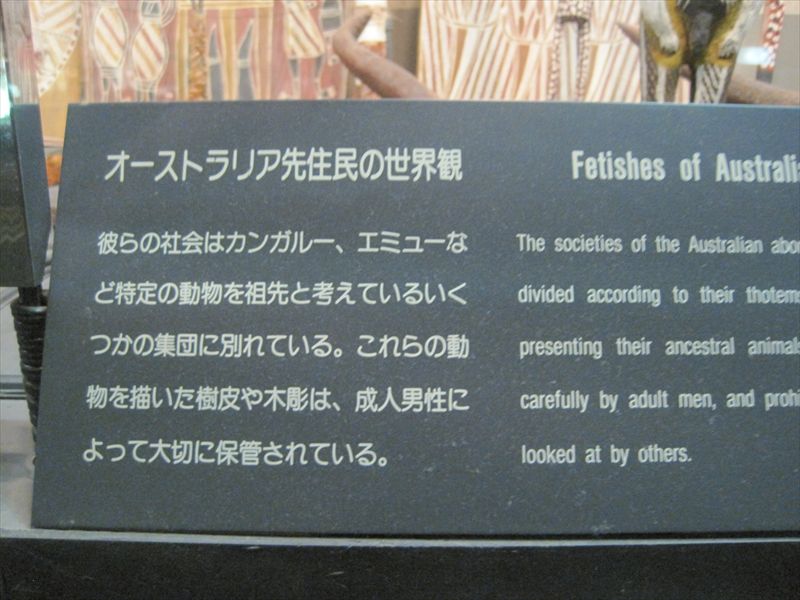 オーストラリア先住民の世界観
彼らの社会はカンガルー、エミューな
ど特定の動物を祖先と考えているいく
つかの集団に別れている。これらの動
物を描いた樹皮や木彫は、成人男性に
よって大切に保管されている。
Fetishes of
The societies of the Australian
divided according to their
presenting their ancestral
carefully by adult men, and
looked at by others.